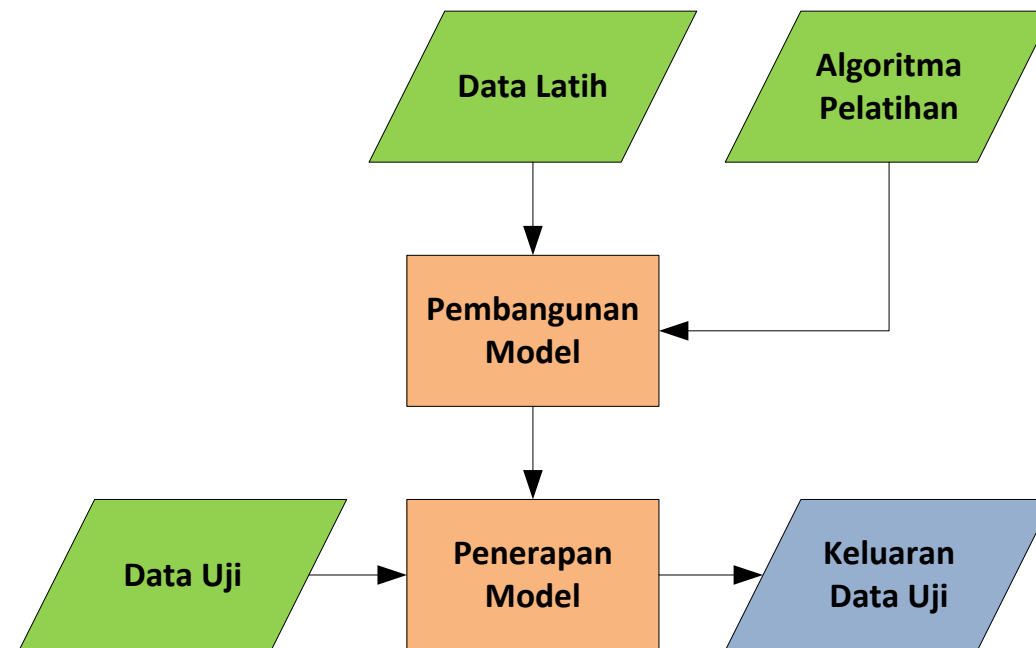 Data Latih
Algoritma
Pelatihan
Pembangunan
Model
Data Uji
Penerapan
Model
Keluaran
Data Uji